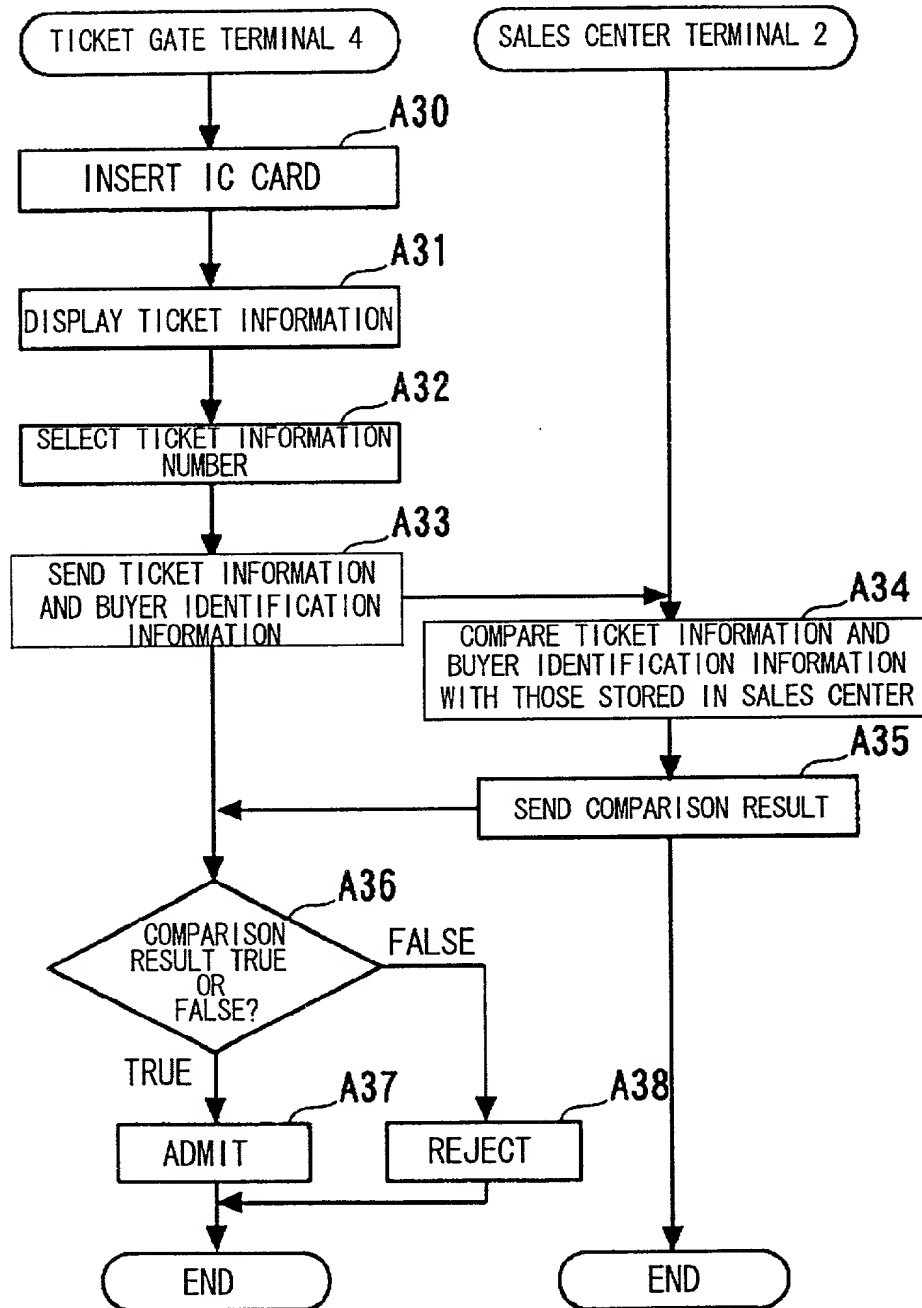 TICKET GATE TERMINAL 4
SALES CENTER TERMINAL 2
A30
INSERT IC CARD
A31
DISPLAY TICKET INFORMATION
A32
SELECT TICKET INFORMATION
NUMBER
A33
SEND TICKET INFORMATION
AND BUYER IDENTIFICATION
INFORMATION
A34
COMPARE TICKET INFORMATION AND
BUYER IDENTIFICATION INFORMATION
WITH THOSE STORED IN SALES CENTER
A35
SEND COMPARISON RESULT
A36
COMPARISON
RESULT TRUE
OR
FALSE?
FALSE
TRUE
A37
ADMIT
A38
REJECT
END
END